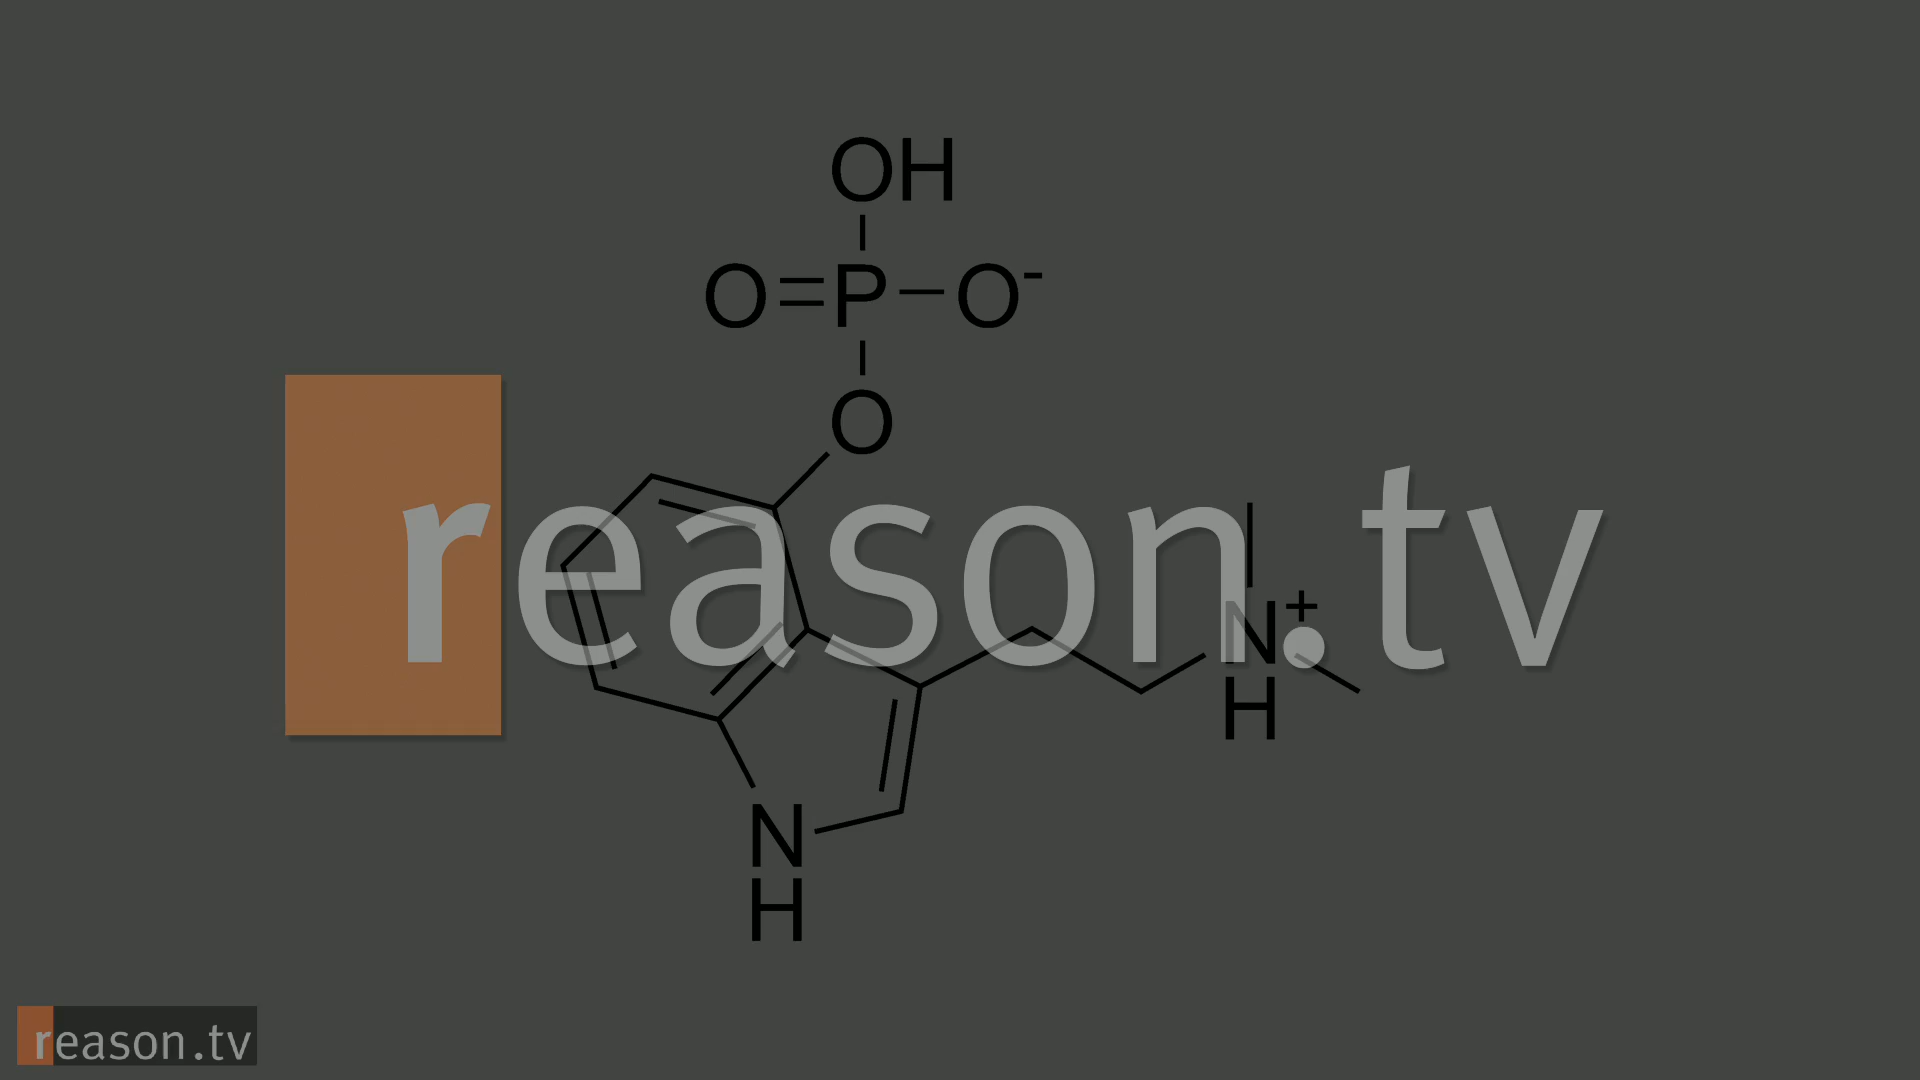 OH
O=P-O-
O
reason.tv
N+
H
N
H
reason.tv